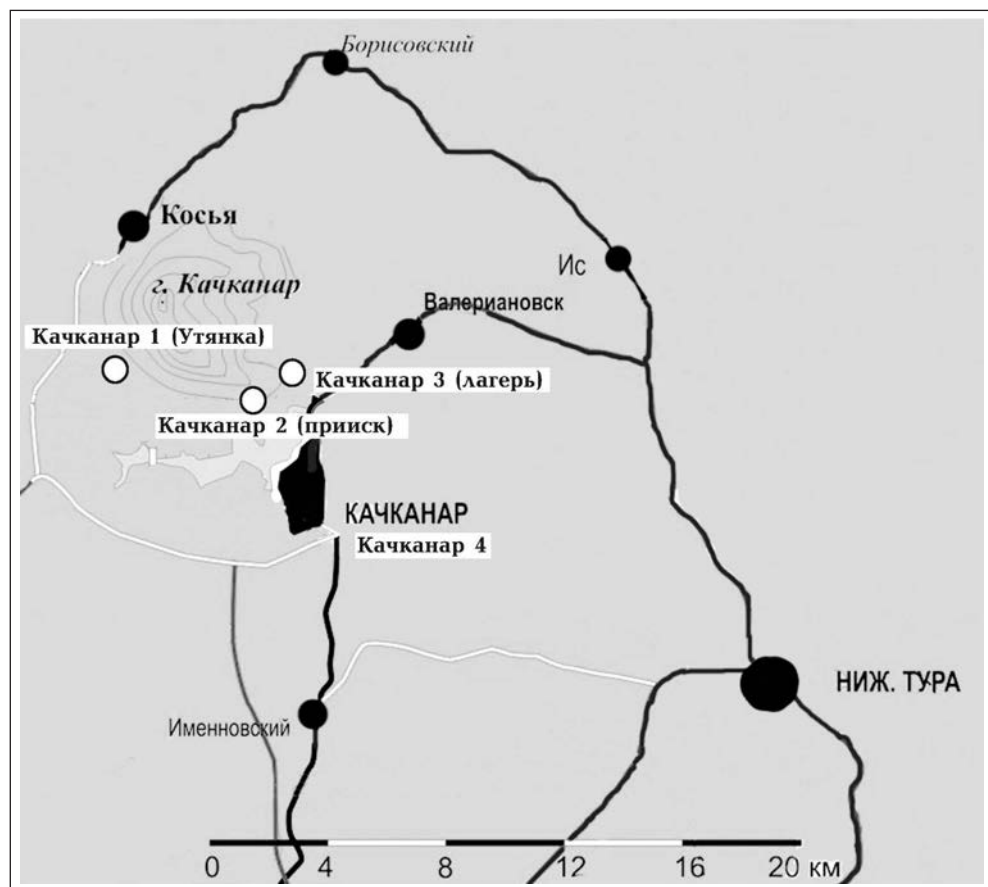 Борисовский
Косья
г. Качканар
Ис
Валериановск
Качканар 1 (Утянка)
Качканар 3 (лагерь)
Качканар 2 (прииск)
КАЧКАНАР
Качканар 4
НИЖ. ТУРА
Именновский
0 4 8 12 16 20 км